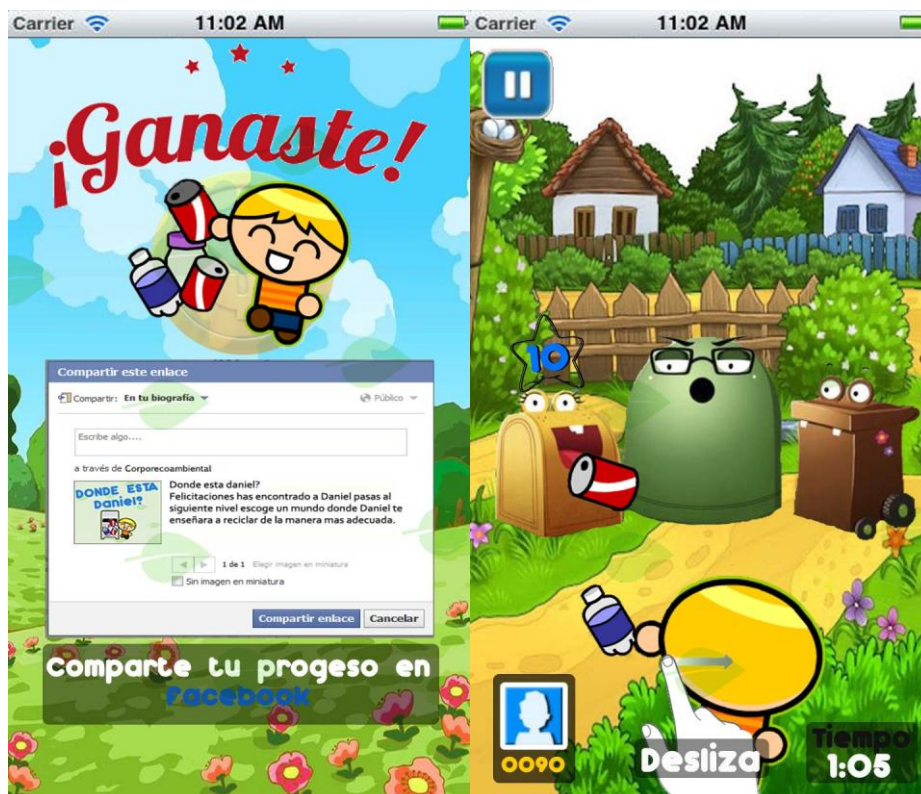 Carrier 11:02 AM
¡Ganaste!
Compartir este enlace
Compartir: En tu biografía Público
Escribe algo....
a través de Corporecoambiental
DONDE ESTA
Daniel?
Donde esta daniel?
Felicitaciones has encontrado a Daniel pasas al
siguiente nivel escoge un mundo donde Daniel te
enseñara a reciclar de la manera mas adecuada.
1 de 1 Elegir imagen en miniatura
Sin imagen en miniatura
Compartir enlace Cancelar
Comparte tu progeso en
facebook
Carrier 11:02 AM
10
0090
Desliza
Tiempo
1:05